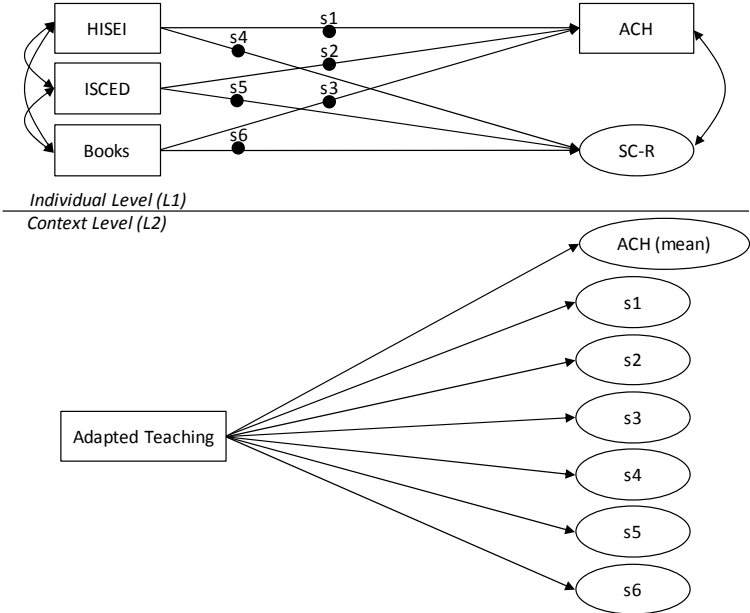 HISEI
s1
ACH
s4
s2
ISCED
s5
s3
Books
s6
SC-R
Individual Level (L1)
Context Level (L2)
ACH (mean)
s1
s2
s3
Adapted Teaching
s4
s5
s6